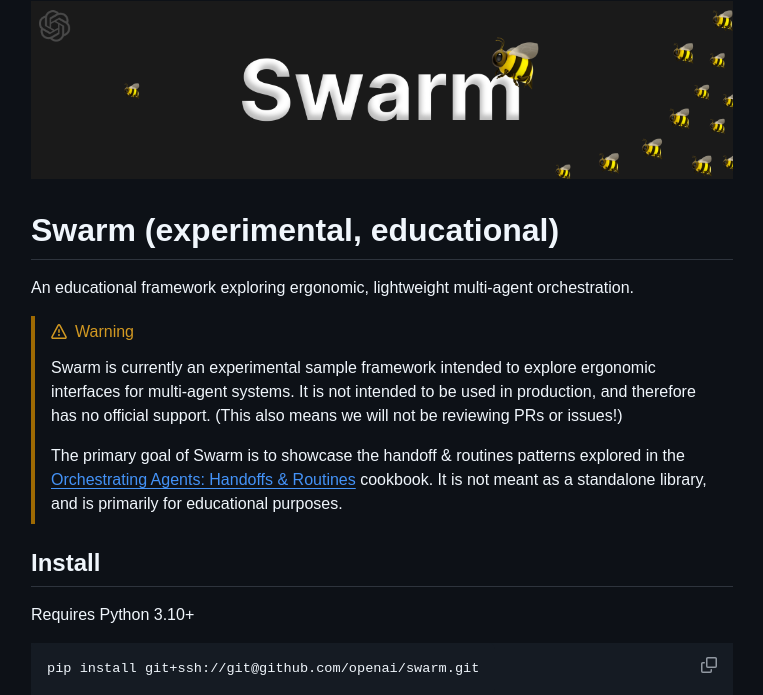 Swarm
Swarm (experimental, educational)
An educational framework exploring ergonomic, lightweight multi-agent orchestration.
Warning
Swarm is currently an experimental sample framework intended to explore ergonomic
interfaces for multi-agent systems. It is not intended to be used in production, and therefore
has no official support. (This also means we will not be reviewing PRs or issues!)
The primary goal of Swarm is to showcase the handoff & routines patterns explored in the
Orchestrating Agents: Handoffs & Routines cookbook. It is not meant as a standalone library,
and is primarily for educational purposes.
Install
Requires Python 3.10+
pip install git+ssh://git@github.com/openai/swarm.git